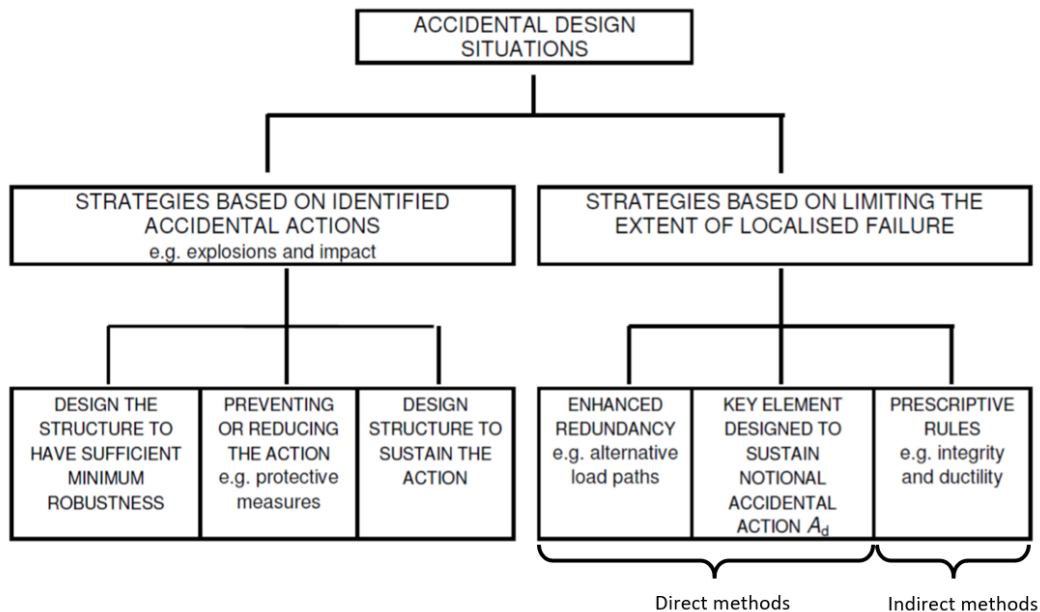 ACCIDENTAL DESIGN
SITUATIONS
STRATEGIES BASED ON IDENTIFIED
ACCIDENTAL ACTIONS
e.g. explosions and impact
STRATEGIES BASED ON LIMITING THE
EXTENT OF LOCALISED FAILURE
DESIGN THE
STRUCTURE TO
HAVE SUFFICIENT
MINIMUM
ROBUSTNESS
PREVENTING
OR REDUCING
THE ACTION
e.g. protective
measures
DESIGN
STRUCTURE TO
SUSTAIN THE
ACTION
ENHANCED
REDUNDANCY
e.g. alternative
load paths
KEY ELEMENT
DESIGNED TO
SUSTAIN
NOTIONAL
ACCIDENTAL
ACTION Ad
PRESCRIPTIVE
RULES
e.g. integrity
and ductility
Direct methods
Indirect methods